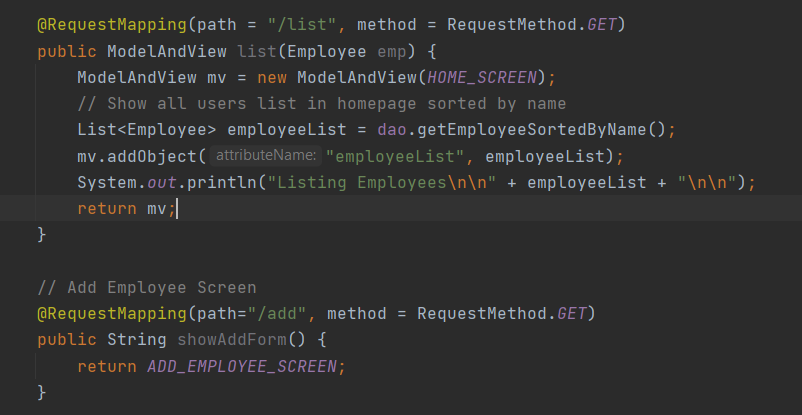 @RequestMapping(path = "/list", method = RequestMethod.GET)
public ModelAndView list(Employee emp) {
    ModelAndView mv = new ModelAndView(HOME_SCREEN);
    // Show all users list in homepage sorted by name
    List<Employee> employeeList = dao.getEmployeeSortedByName();
    mv.addObject( attributeName: "employeeList", employeeList);
    System.out.println("Listing Employees\n\n" + employeeList + "\n\n");
    return mv;
}
// Add Employee Screen
@RequestMapping(path="/add", method = RequestMethod.GET)
public String showAddForm() {
    return ADD_EMPLOYEE_SCREEN;
}